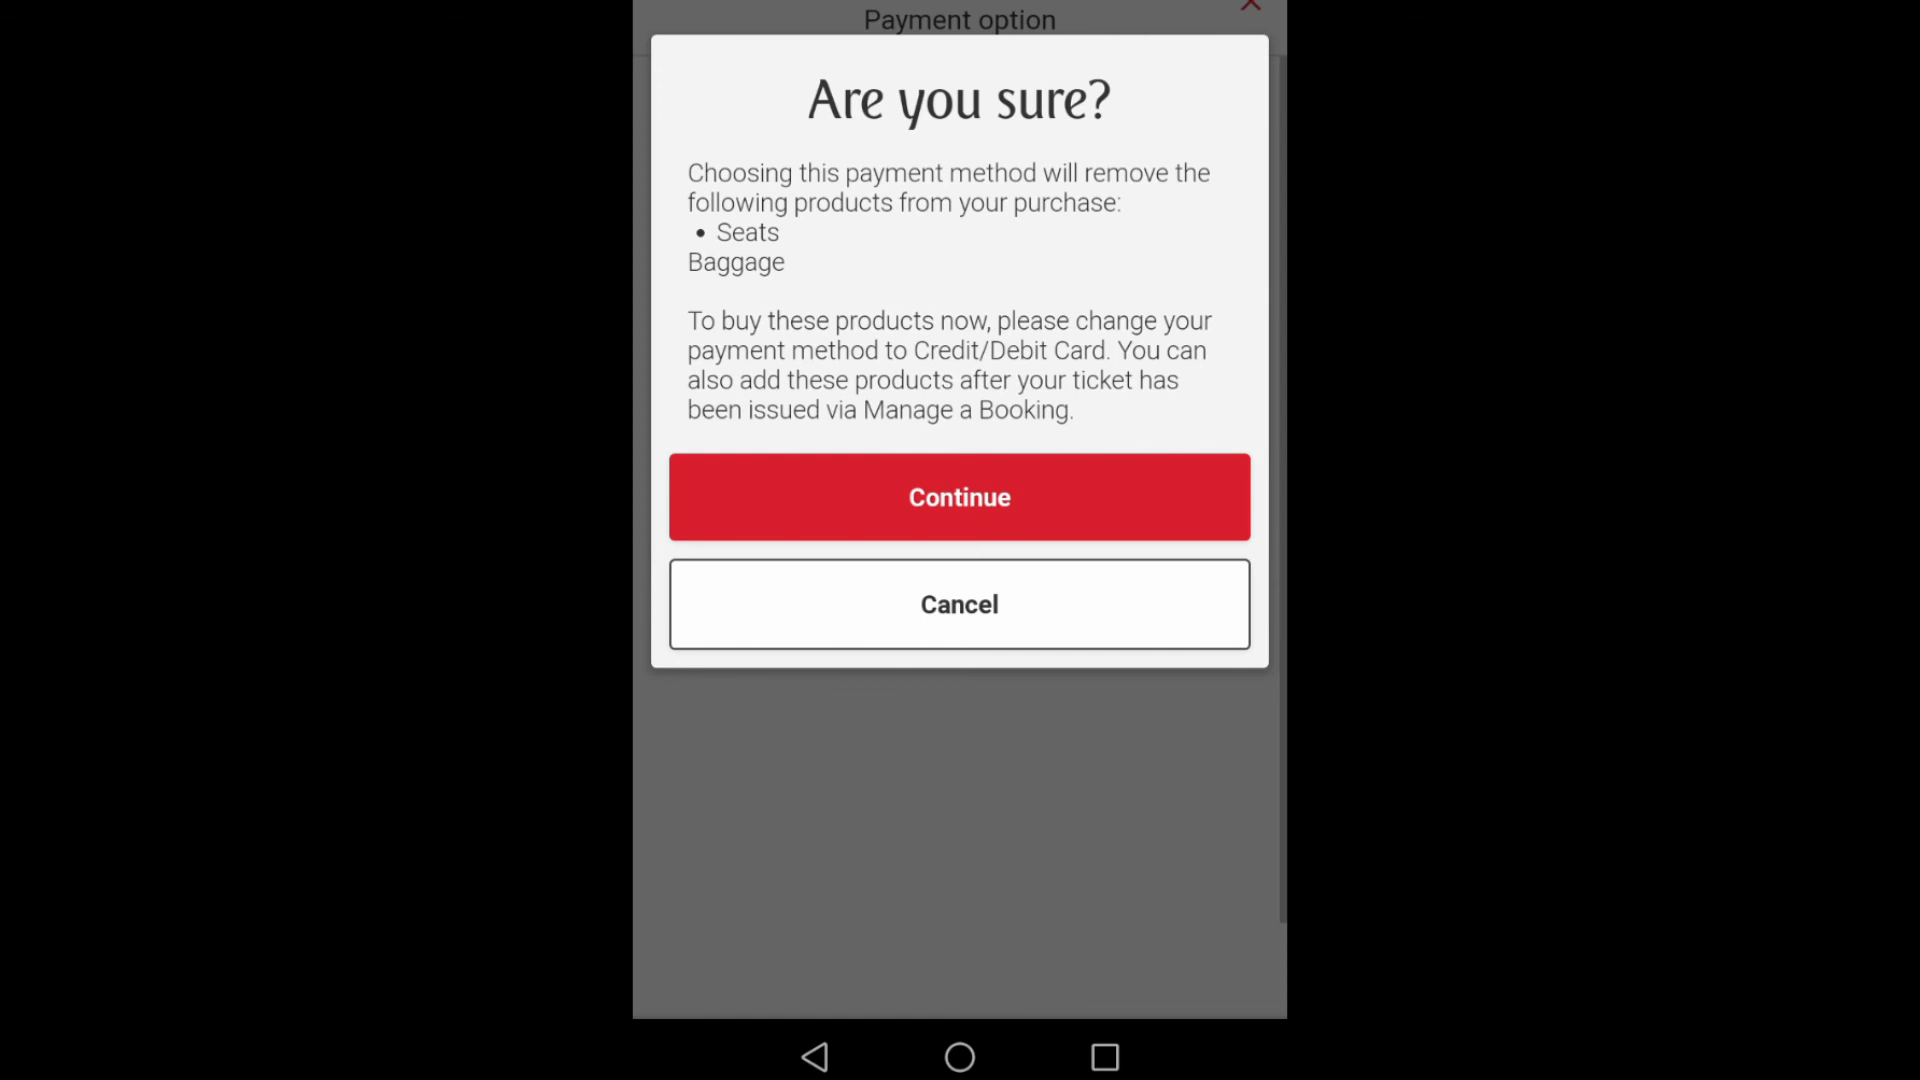 Payment option
Are you sure?
Choosing this payment method will remove the
following products from your purchase:
• Seats
Baggage
To buy these products now, please change your
payment method to Credit/Debit Card. You can
also add these products after your ticket has
been issued via Manage a Booking.
Continue
Cancel